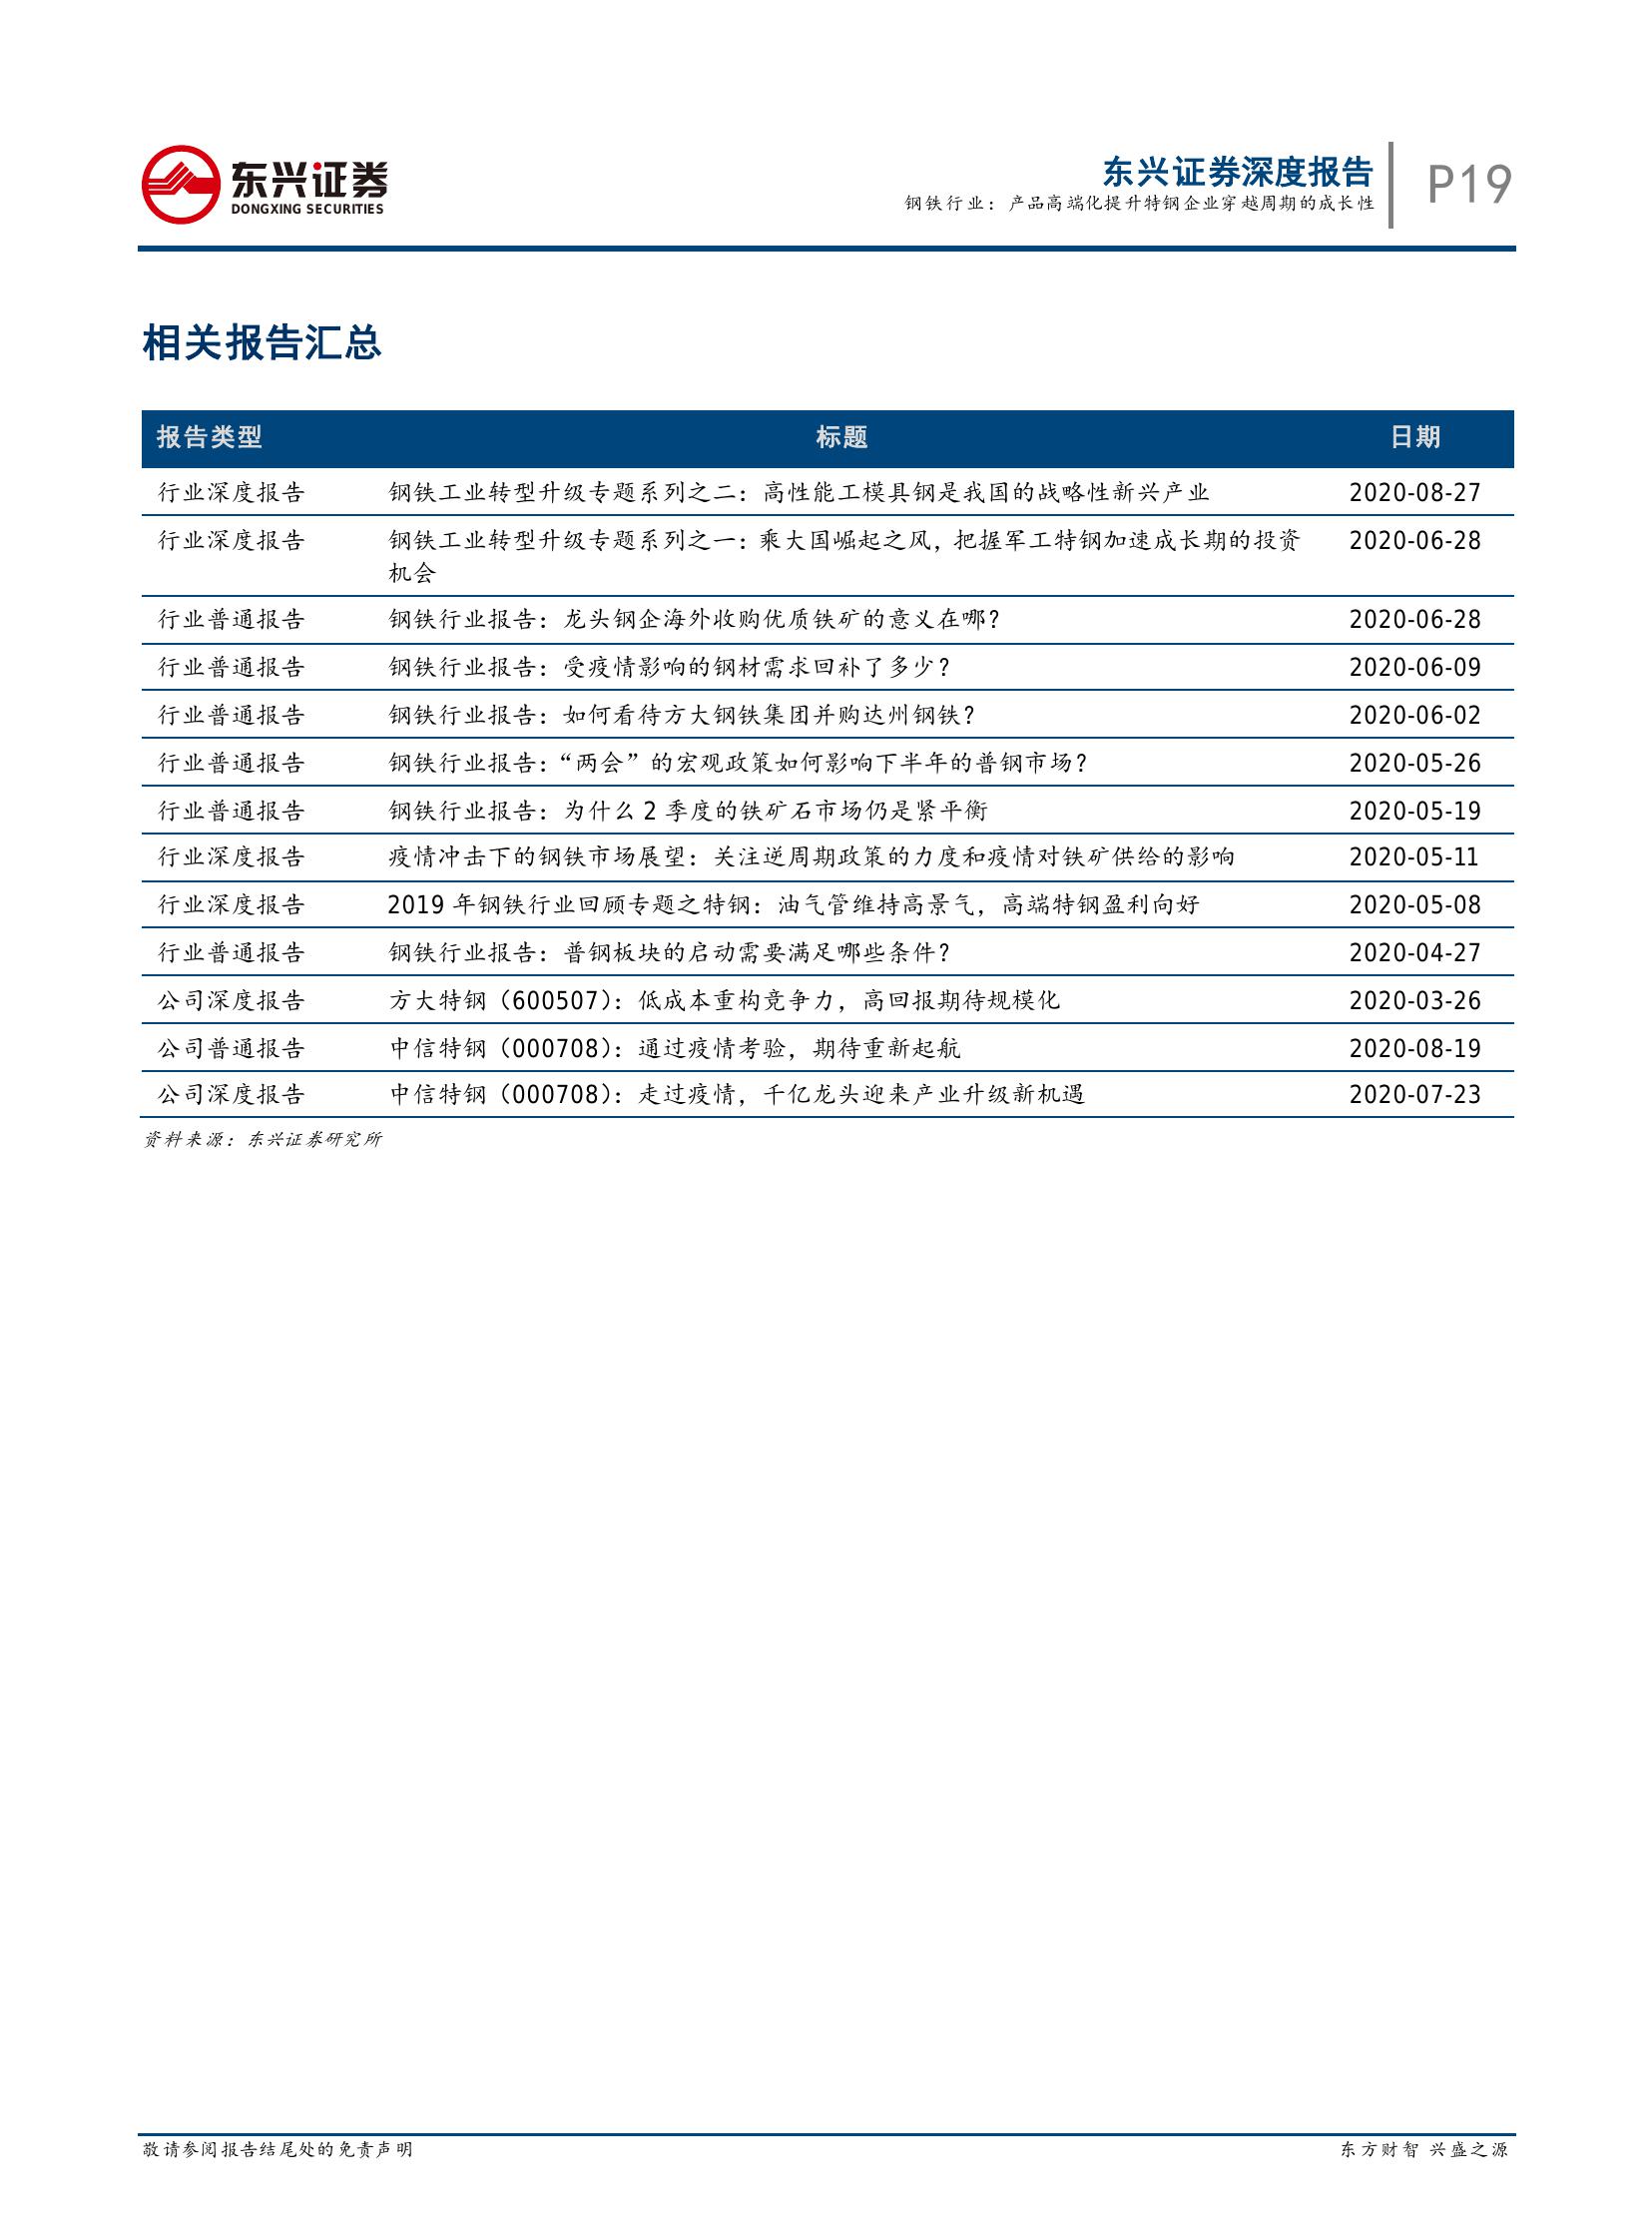 东兴证券
DONGXING SECURITIES
东兴证券深度报告
钢铁行业：产品高端化提升特钢企业穿越周期的成长性
P19
相关报告汇总
报告类型 标题 日期
行业深度报告 钢铁工业转型升级专题系列之二：高性能工模具钢是我国的战略性新兴产业 2020-08-27
行业深度报告 钢铁工业转型升级专题系列之一：乘大国崛起之风，把握军工特钢加速成长期的投资 2020-06-28
机会
行业普通报告 钢铁行业报告：龙头钢企海外收购优质铁矿的意义在哪？ 2020-06-28
行业普通报告 钢铁行业报告：受疫情影响的钢材需求回补了多少？ 2020-06-09
行业普通报告 钢铁行业报告：如何看待方大钢铁集团并购达州钢铁？ 2020-06-02
行业普通报告 钢铁行业报告：“两会”的宏观政策如何影响下半年的普钢市场？ 2020-05-26
行业普通报告 钢铁行业报告：为什么 2 季度的铁矿石市场仍是紧平衡 2020-05-19
行业深度报告 疫情冲击下的钢铁市场展望：关注逆周期政策的力度和疫情对铁矿供给的影响 2020-05-11
行业深度报告 2019 年钢铁行业回顾专题之特钢：油气管维持高景气，高端特钢盈利向好 2020-05-08
行业普通报告 钢铁行业报告：普钢板块的启动需要满足哪些条件？ 2020-04-27
公司深度报告 方大特钢（600507）：低成本重构竞争力，高回报期待规模化 2020-03-26
公司普通报告 中信特钢（000708）：通过疫情考验，期待重新起航 2020-08-19
公司深度报告 中信特钢（000708）：走过疫情，千亿龙头迎来产业升级新机遇 2020-07-23
资料来源：东兴证券研究所
敬请参阅报告结尾处的免责声明
东方财智 兴盛之源